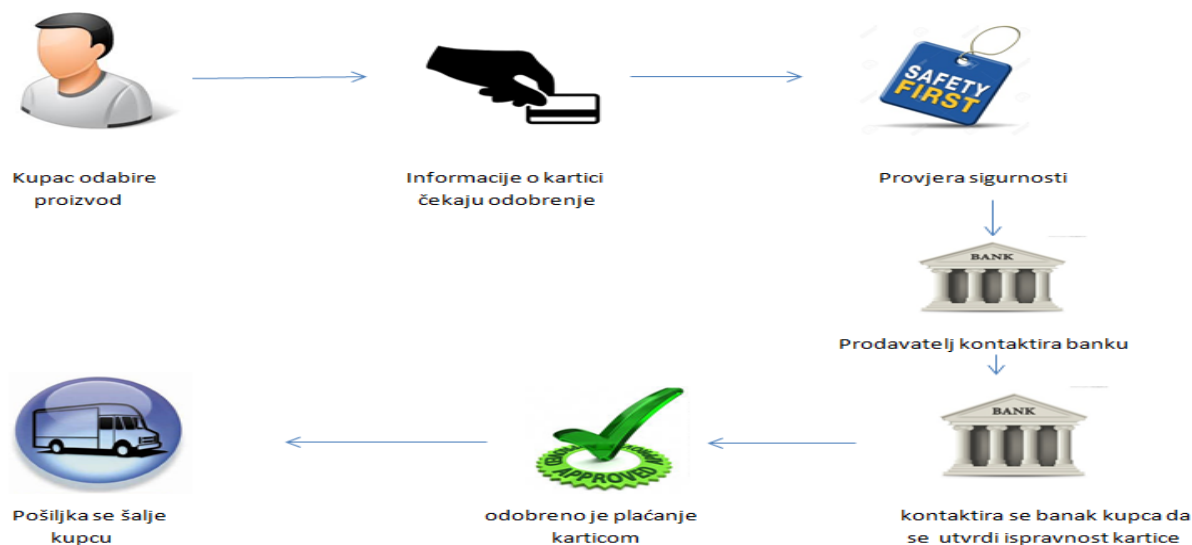 SAFETY
FIRST
Kupac odabire
proizvod
Informacije o kartici
čekaju odobrenje
Provjera sigurnosti
BANK
Prodavatelj kontaktira banku
BANK
kontaktira se banak kupca da
se utvrdi ispravnost kartice
APPROVED
odobreno je plaćanje
karticom
Pošiljka se šalje
kupcu